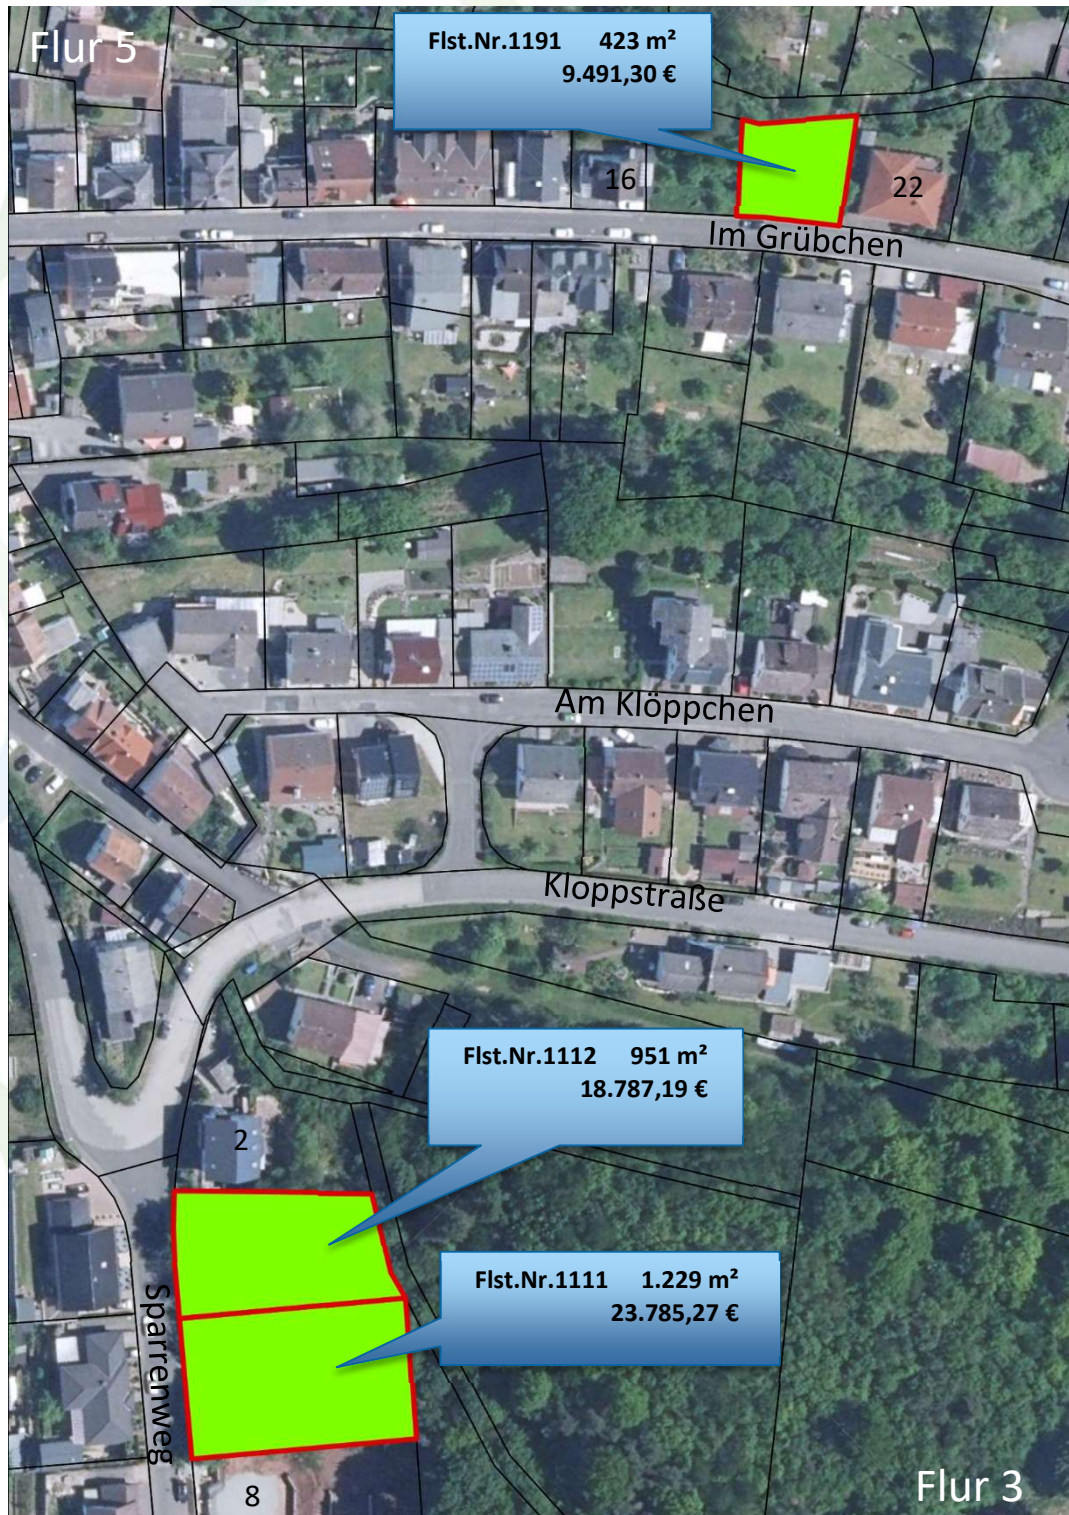 Flur 5
Flst.Nr.1191 423 m²
9.491,30 €
16
22
Im Grübchen
Am Klöppchen
Kloppstraße
Flst.Nr.1112 951 m²
18.787,19 €
2
Flst.Nr.1111 1.229 m²
23.785,27 €
Sparrenweg
8
Flur 3